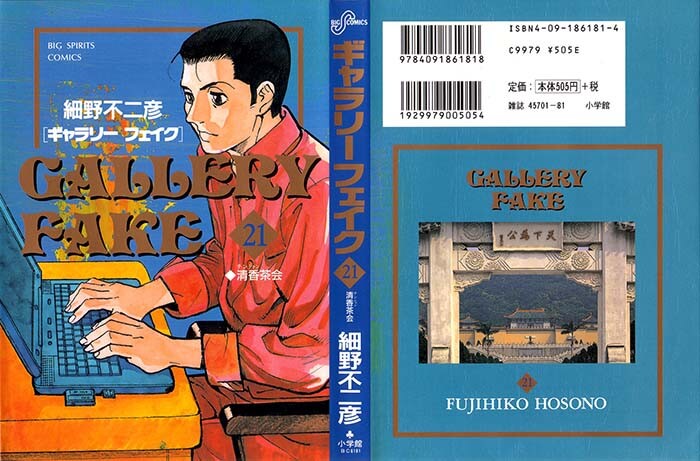 BIG SPIRITS
COMICS
細野不二彦
[ギャラリーフェイク]
GALLERY
FAKE
21
◆清香茶会
BIG COMICS
ギャラリーフェイク
21
清香茶会
細野不二彦
小学館
ISBN4-09-186181-4
C9979 ¥505E
9784091861818
定価：本体505円+税
雑誌 45701-81 小学館
1929979005054
GALLERY
FAKE
天下為公
21
FUJIHIKO HOSONO